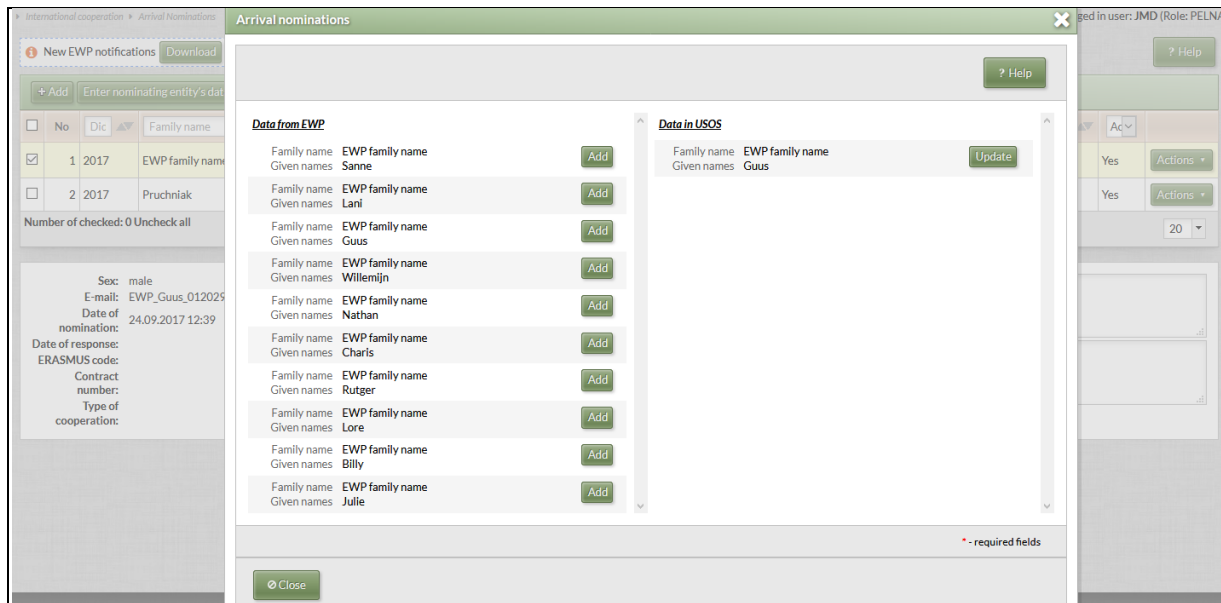 International cooperation ▸ Arrival Nominations
Arrival nominations
ged in user: JMD (Role: PELNA
New EWP notifications Download
? Help
? Help
+ Add Enter nominating entity's dat
No Dic Family name
Ac
1 2017 EWP family name
Yes Actions
2 2017 Pruchniak
Yes Actions
Number of checked: 0 Uncheck all
20
Sex: male
E-mail: EWP_Guus_012029
Date of nomination: 24.09.2017 12:39
Date of response:
ERASMUS code:
Contract number:
Type of cooperation:
Data from EWP
Family name EWP family name
Given names Sanne
Add
Family name EWP family name
Given names Lani
Add
Family name EWP family name
Given names Guus
Add
Family name EWP family name
Given names Willemijn
Add
Family name EWP family name
Given names Nathan
Add
Family name EWP family name
Given names Charis
Add
Family name EWP family name
Given names Rutger
Add
Family name EWP family name
Given names Lore
Add
Family name EWP family name
Given names Billy
Add
Family name EWP family name
Given names Julie
Add
Data in USOS
Family name EWP family name
Given names Guus
Update
* - required fields
Close